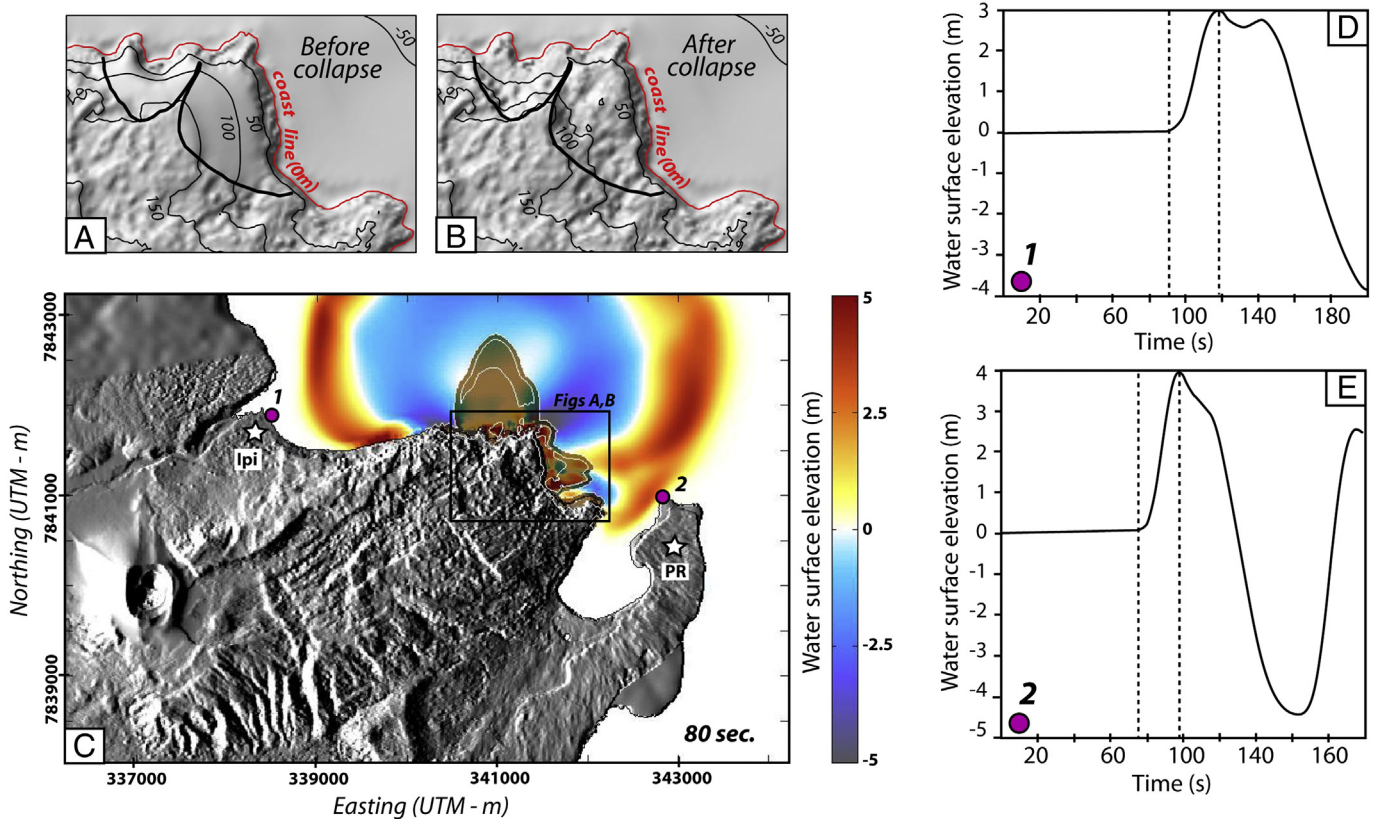 Before
collapse
-50
coast line (0m)
50
100
150
A
After
collapse
-50
coast line (0m)
50
100
150
B
Northing (UTM - m)
7843000
7841000
7839000
1
Ipi
Figs A,B
2
PR
80 sec.
C
337000 339000 341000 343000
Easting (UTM - m)
5
2.5
0
-2.5
-5
Water surface elevation (m)
D
Water surface elevation (m)
3
2
1
0
-1
-2
-3
-4
1
20 60 100 140 180
Time (s)
E
Water surface elevation (m)
4
3
2
1
0
-1
-2
-3
-4
-5
2
20 60 100 120 160
Time (s)